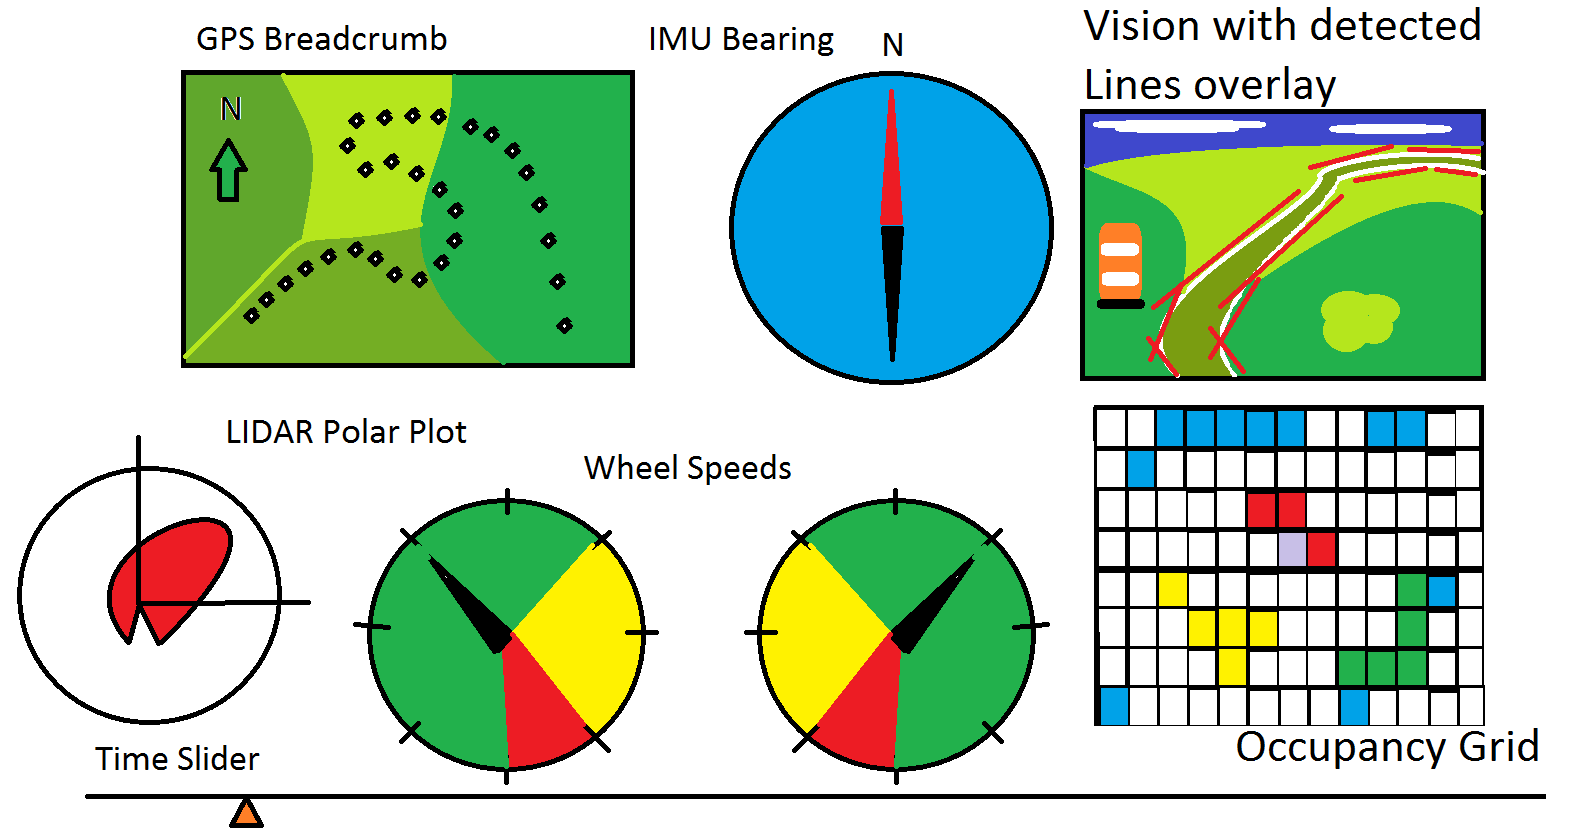 GPS Breadcrumb
IMU Bearing
N
Vision with detected
Lines overlay
N
LIDAR Polar Plot
Wheel Speeds
Occupancy Grid
Time Slider